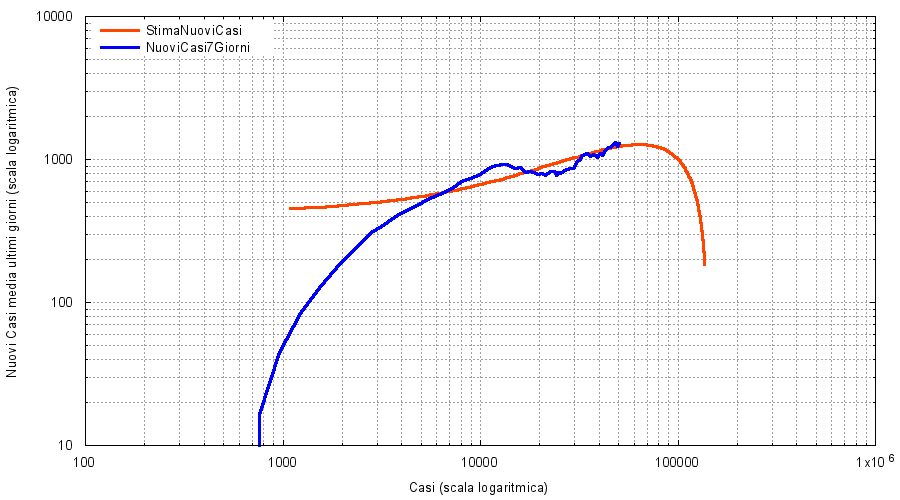 10000
StimaNuoviCasi
NuoviCasi7Giorni
1000
100
10
Nuovi Casi media ultimi giorni (scala logaritmica)
100
1000
10000
100000
1x10 6
Casi (scala logaritmica)